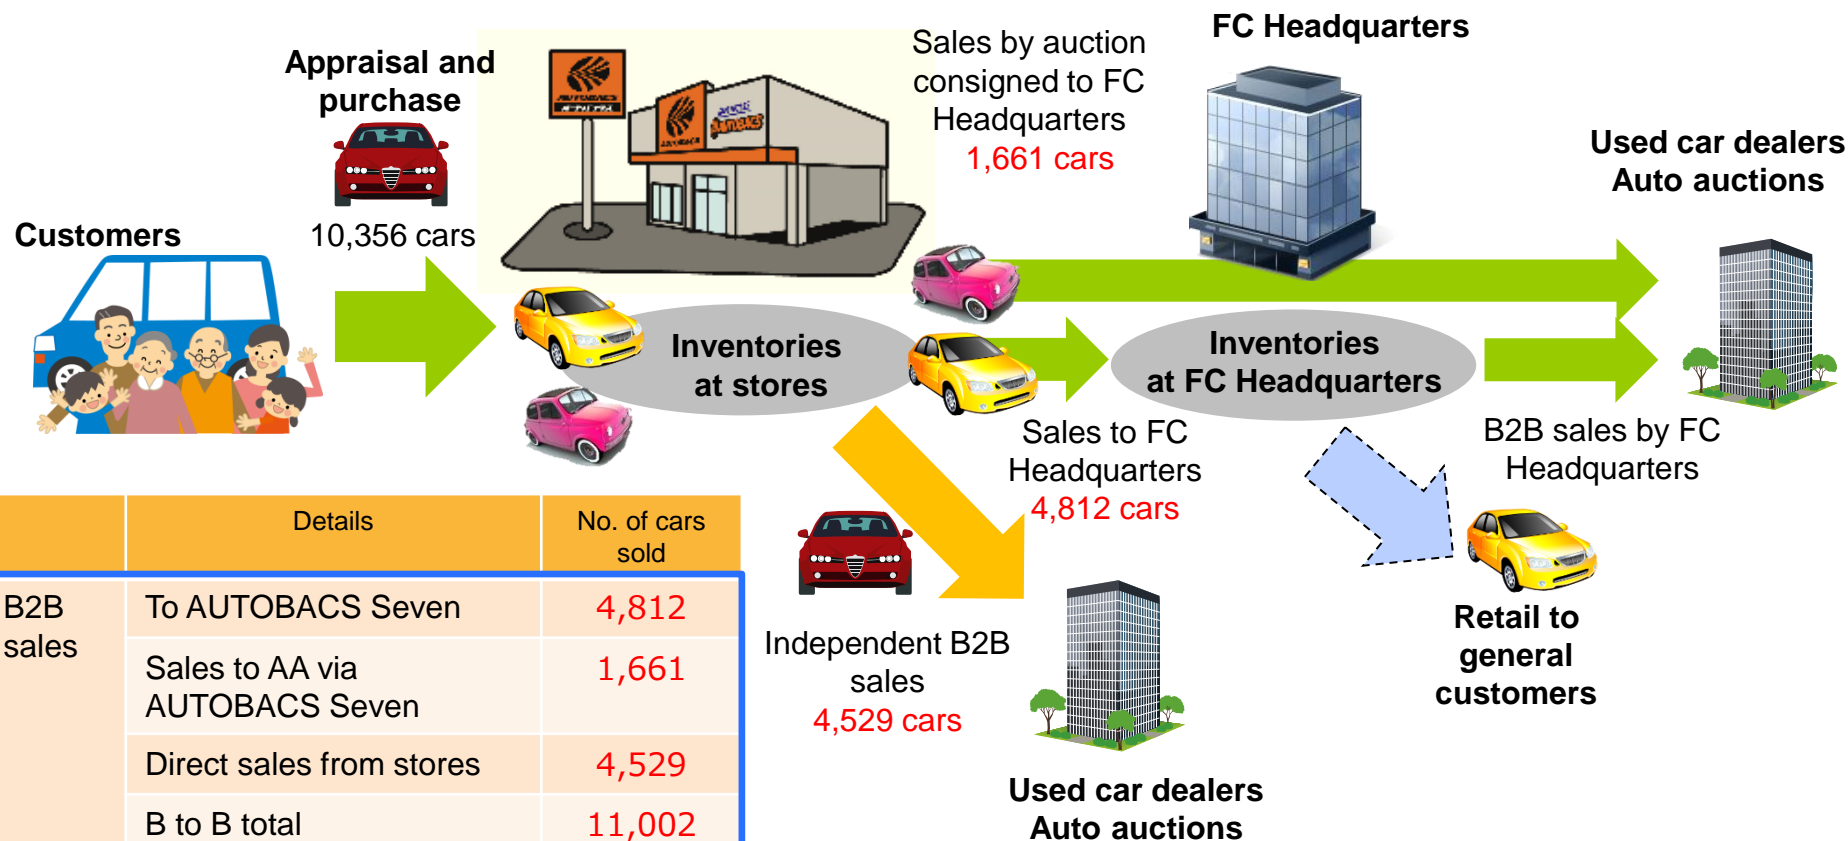 FC Headquarters
Sales by auction
consigned to FC
Headquarters
1,661 cars
Appraisal and
purchase
10,356 cars
Customers
AUTOBACS
AUTOBACS
Used car dealers
Auto auctions
Inventories
at stores
Inventories
at FC Headquarters
Sales to FC
Headquarters
4,812 cars
B2B sales by FC
Headquarters
Independent B2B
sales
4,529 cars
Retail to
general
customers
Used car dealers
Auto auctions
Details
No. of cars
sold
B2B
sales
To AUTOBACS Seven
4,812
Sales to AA via
AUTOBACS Seven
1,661
Direct sales from stores
4,529
B to B total
11,002